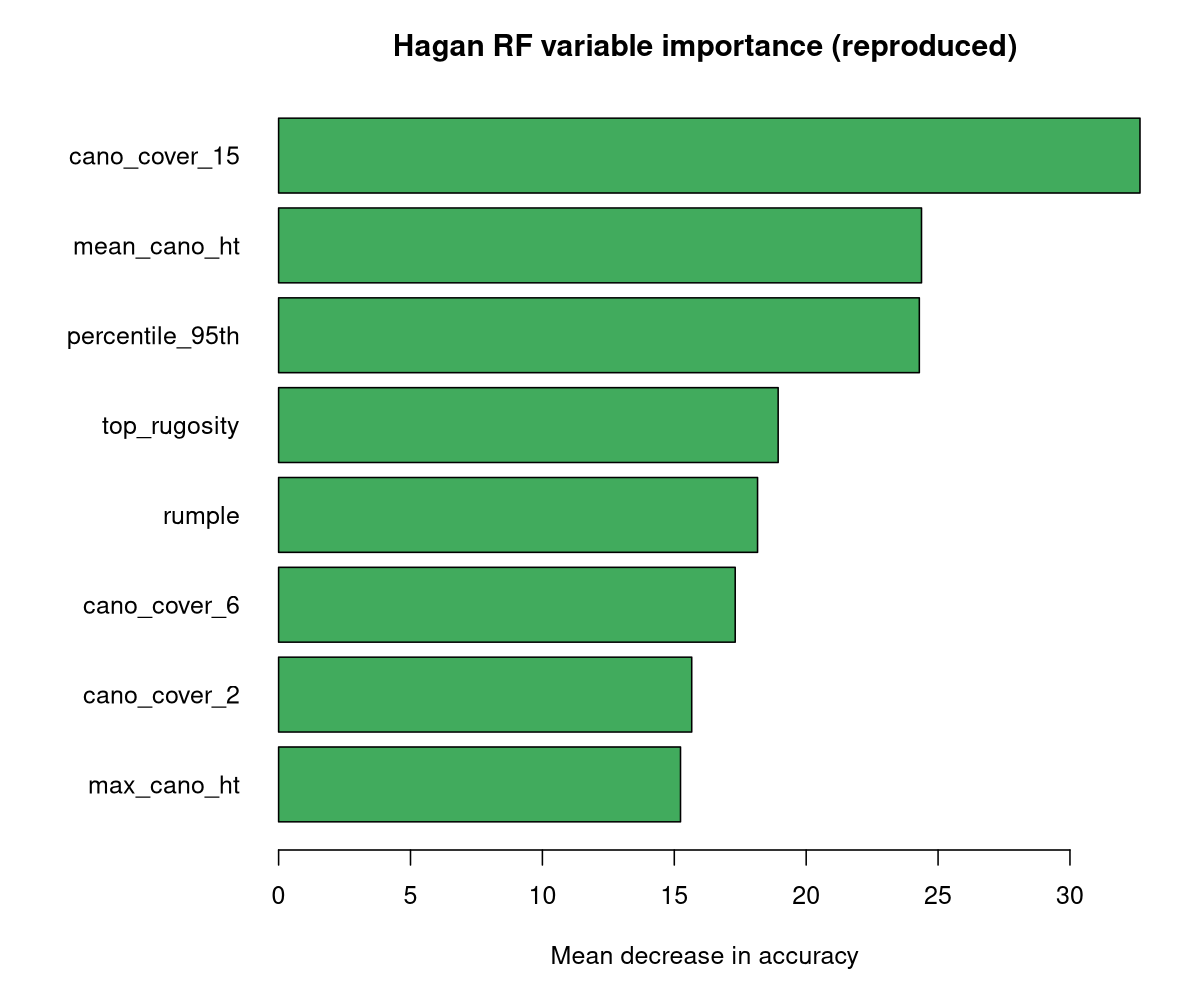 Hagan RF variable importance (reproduced)
cano_cover_15
mean_cano_ht
percentile_95th
top_rugosity
rumple
cano_cover_6
cano_cover_2
max_cano_ht
0 5 10 15 20 25 30
Mean decrease in accuracy